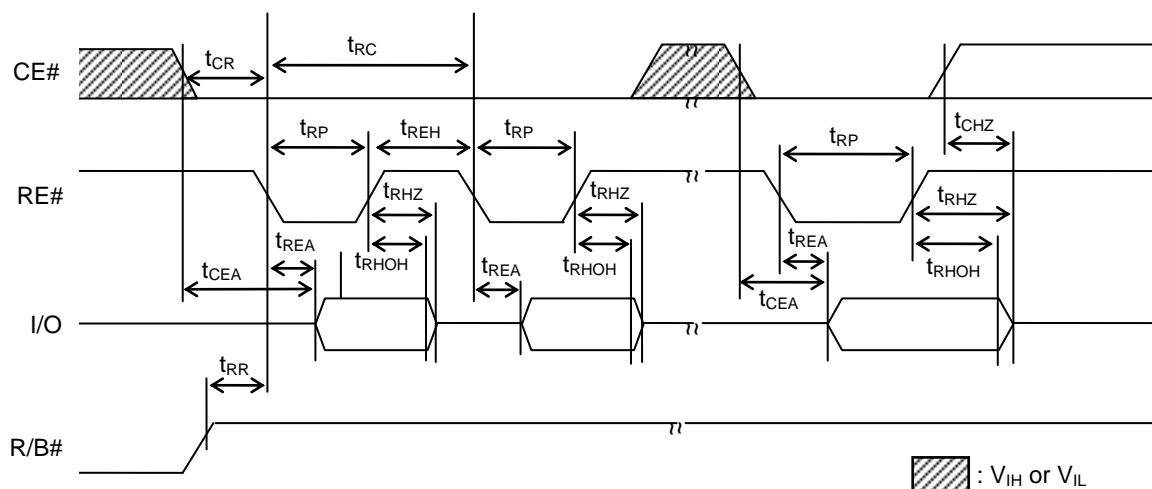 CE#
tCR
tRC
tCHZ
RE#
tRP
tREH
tRP
tRP
tRHZ
tRHZ
tRHZ
tREA
tRHOH
tREA
tRHOH
tREA
tRHOH
tCEA
tCEA
I/O
tRR
R/B#
: VIH or VIL